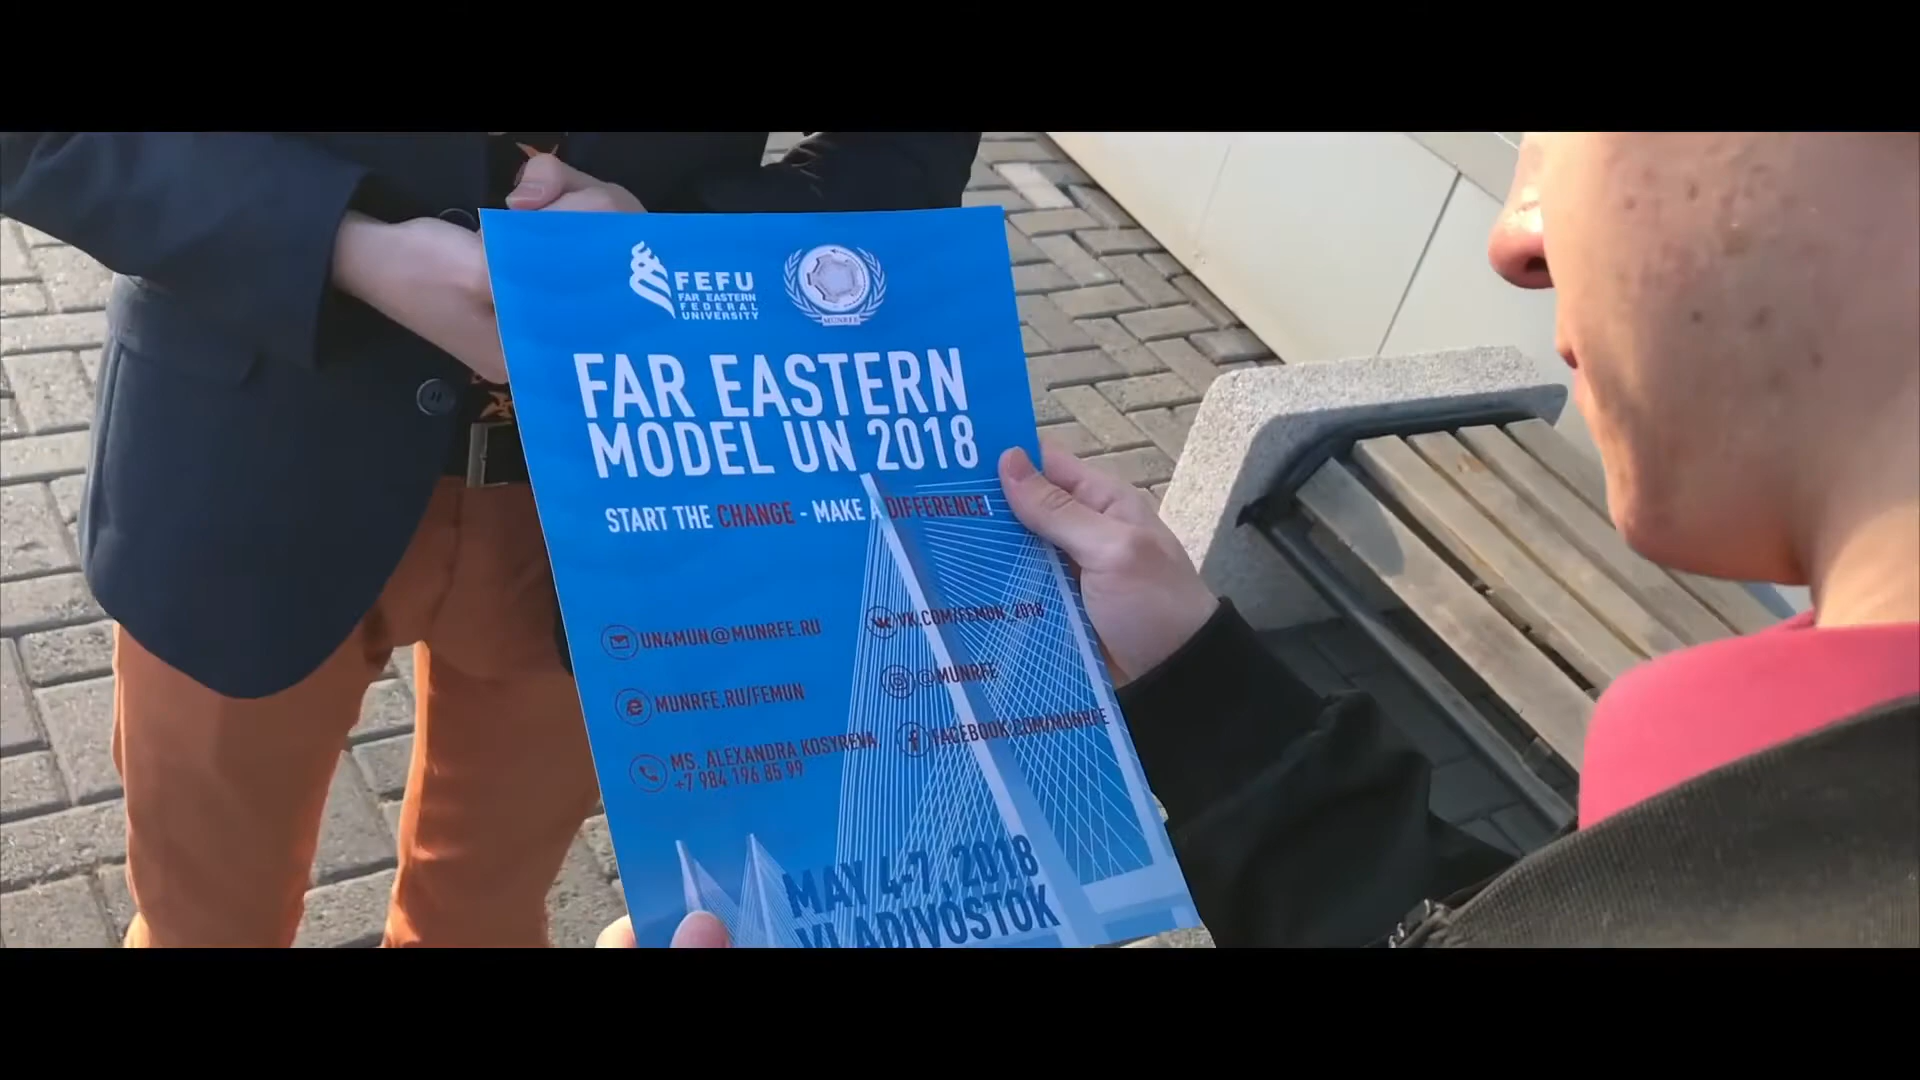 FEFU
FAR EASTERN
FEDERAL
UNIVERSITY
MUNRFE
FAR EASTERN
MODEL UN 2018
START THE CHANGE - MAKE A DIFFERENCE!
UN4MUN@MUNRFE.RU
VK.COM/FEMUN_2018
MUNRFE.RU/FEMUN
@MUNRFE
MS. ALEXANDRA KOSYREVA
+7 984 196 85 99
FACEBOOK.COM/MUNRFE
MAY 4-7, 2018
VLADIVOSTOK